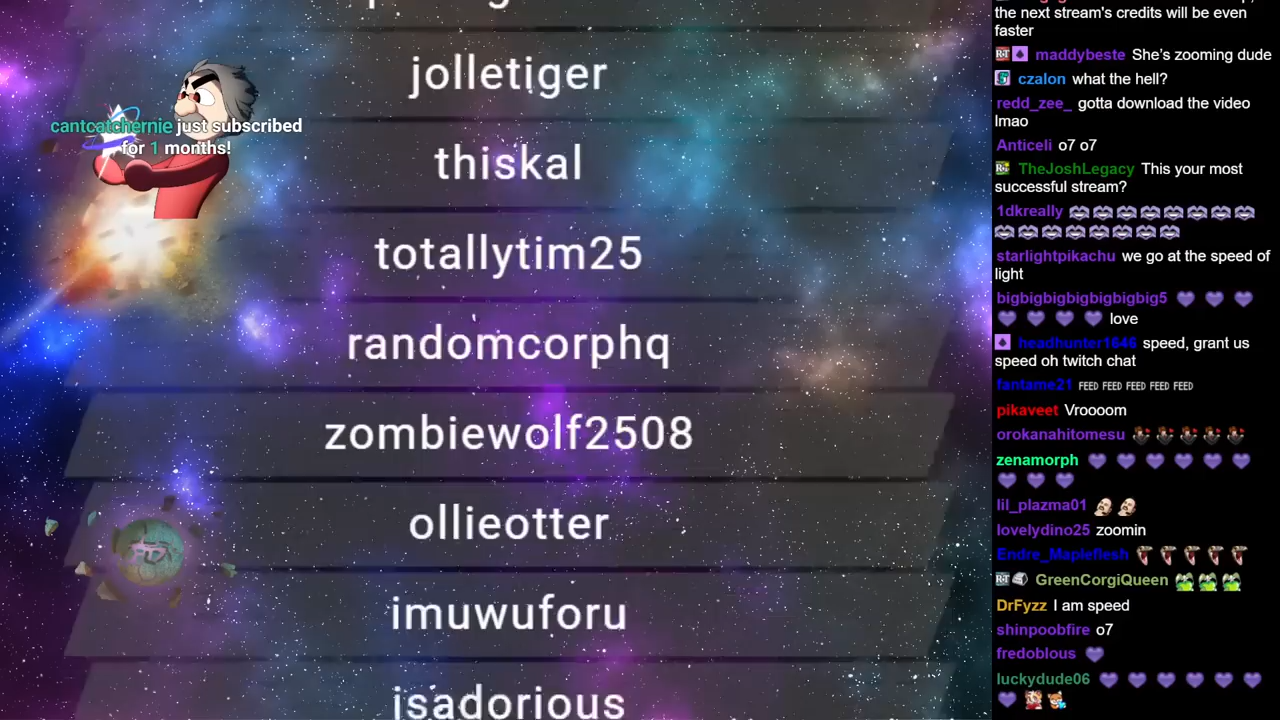 jolletiger
thiskal
totallytim25
randomcorphq
zombiewolf2508
ollieotter
imuwuforu
isadorious
cantcatchernie just subscribed
for 1 months!
the next stream's credits will be even
faster
maddybeste She's zooming dude
czalon what the hell?
redd_zee_ gotta download the video
lmao
Anticeli o7 o7
TheJoshLegacy This your most
successful stream?
1dkreally
starlightpikachu we go at the speed of
light
bigbigbigbigbigbigbig5
love
headhunter1646 speed, grant us
speed oh twitch chat
fantame21 FEED FEED FEED FEED FEED
pikaveet Vroooom
orokanahitomesu
zenamorph
lil_plazma01
lovelydino25 zoomin
Endre_Mapleflesh
GreenCorgiQueen
DrFyzz I am speed
shinpoobfire o7
fredoblous
luckydude06